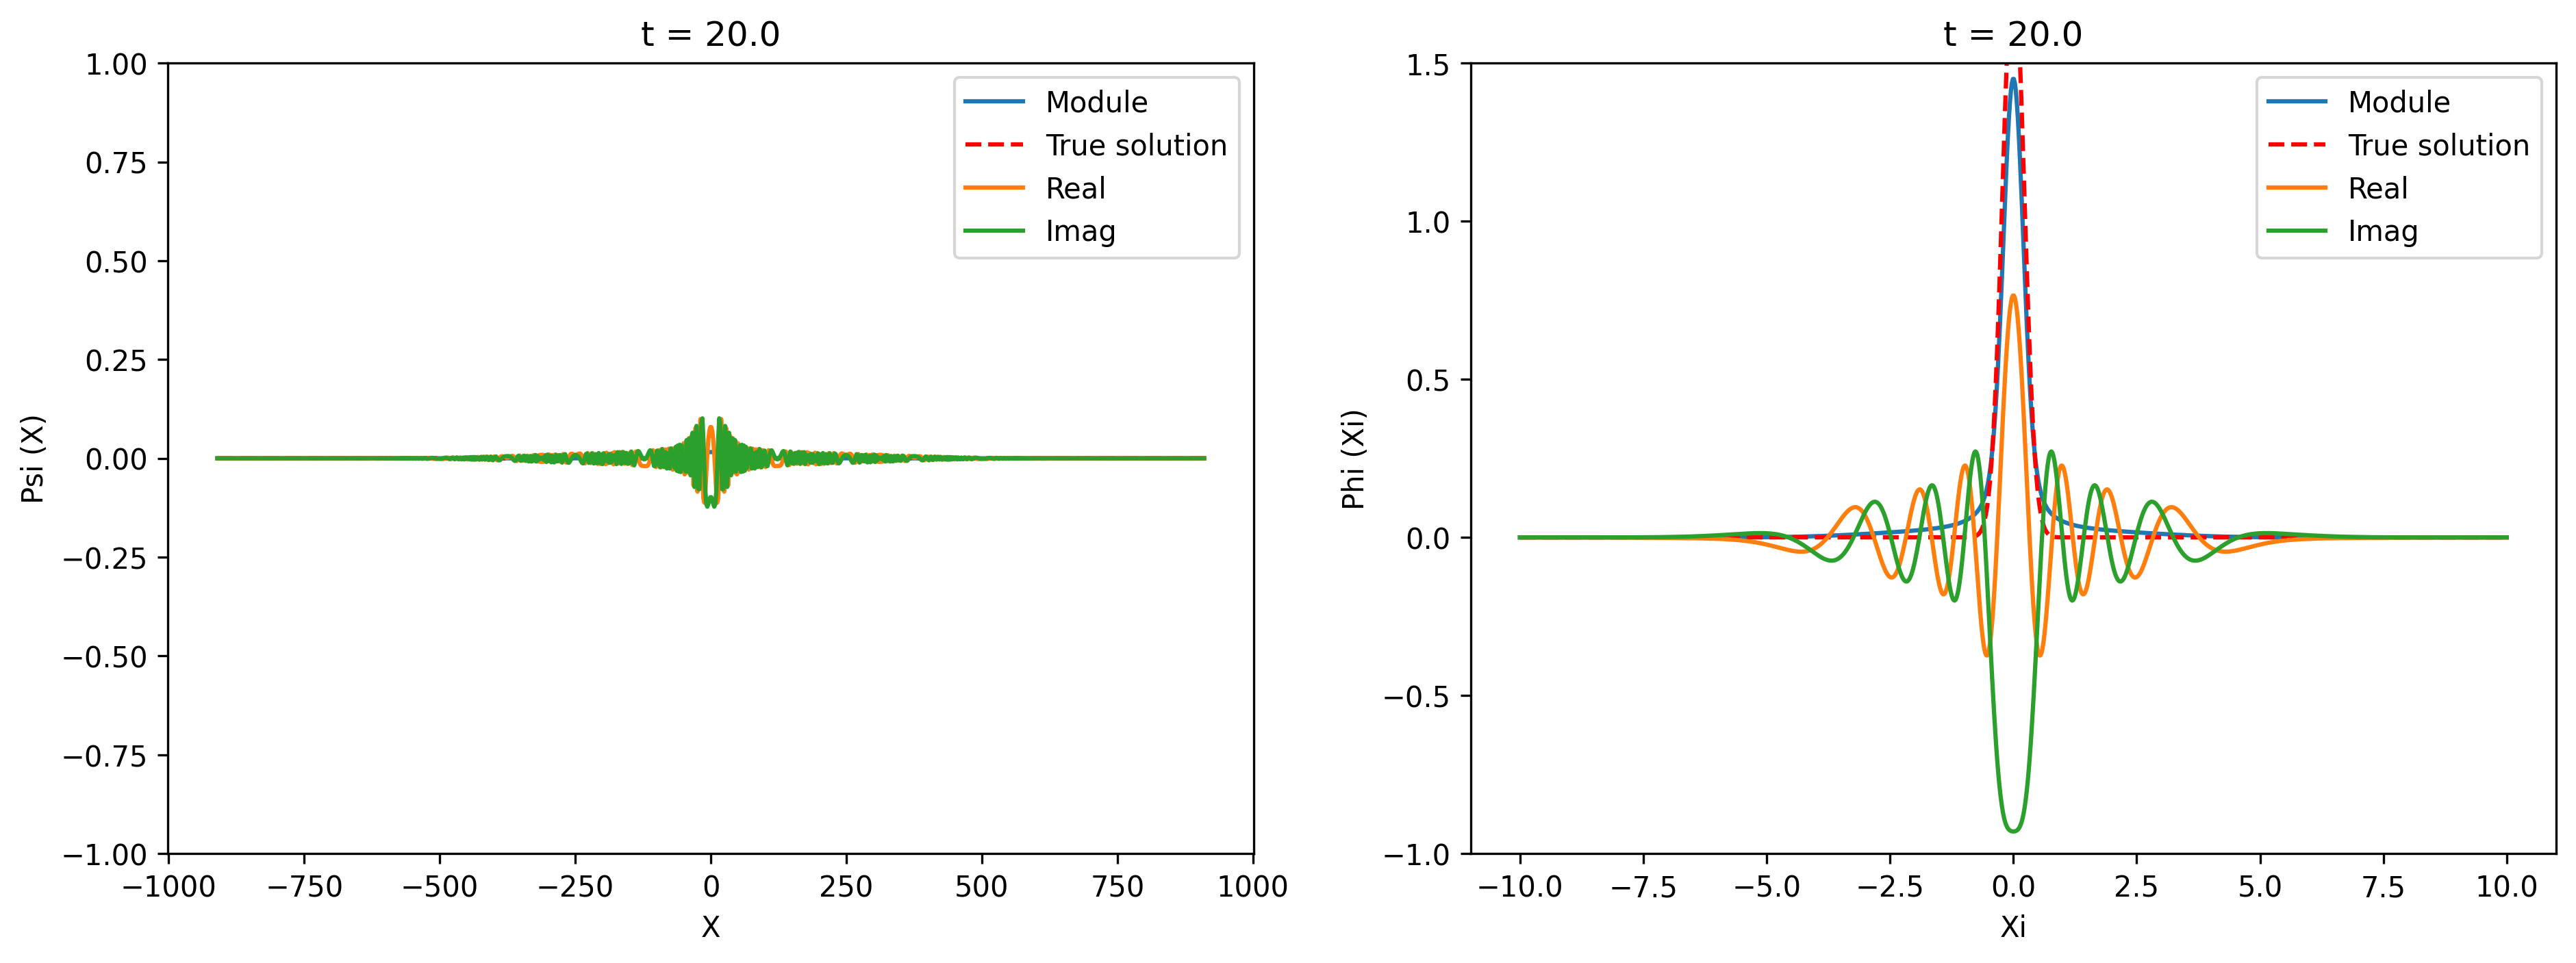 t = 20.0
1.00
0.75
0.50
0.25
0.00
−0.25
−0.50
−0.75
−1.00
Psi (X)
−1000
−750
−500
−250
0
250
500
750
1000
X
Module
True solution
Real
Imag
t = 20.0
1.5
1.0
0.5
0.0
−0.5
−1.0
Phi (Xi)
−10.0
−7.5
−5.0
−2.5
0.0
2.5
5.0
7.5
10.0
Xi
Module
True solution
Real
Imag